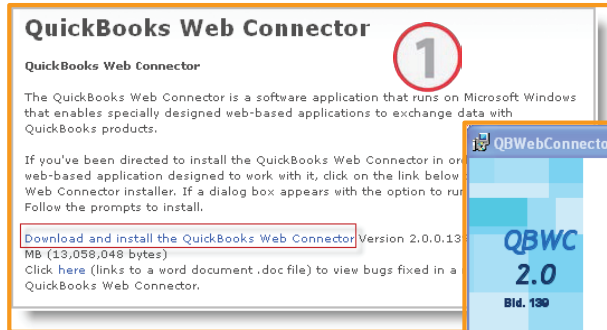 QuickBooks Web Connector
1
QuickBooks Web Connector
The QuickBooks Web Connector is a software application that runs on Microsoft Windows
that enables specially designed web-based applications to exchange data with
QuickBooks products.
If you've been directed to install the QuickBooks Web Connector in
web-based application designed to work with it, click on the link below
Web Connector installer. If a dialog box appears with the option to
Follow the prompts to install.
Download and install the QuickBooks Web Connector Version 2.0.0.13
MB (13,058,048 bytes)
Click here (links to a word document .doc file) to view bugs fixed in a
QuickBooks Web Connector.
QBWebConnecto
QBWC
2.0
Bld. 139